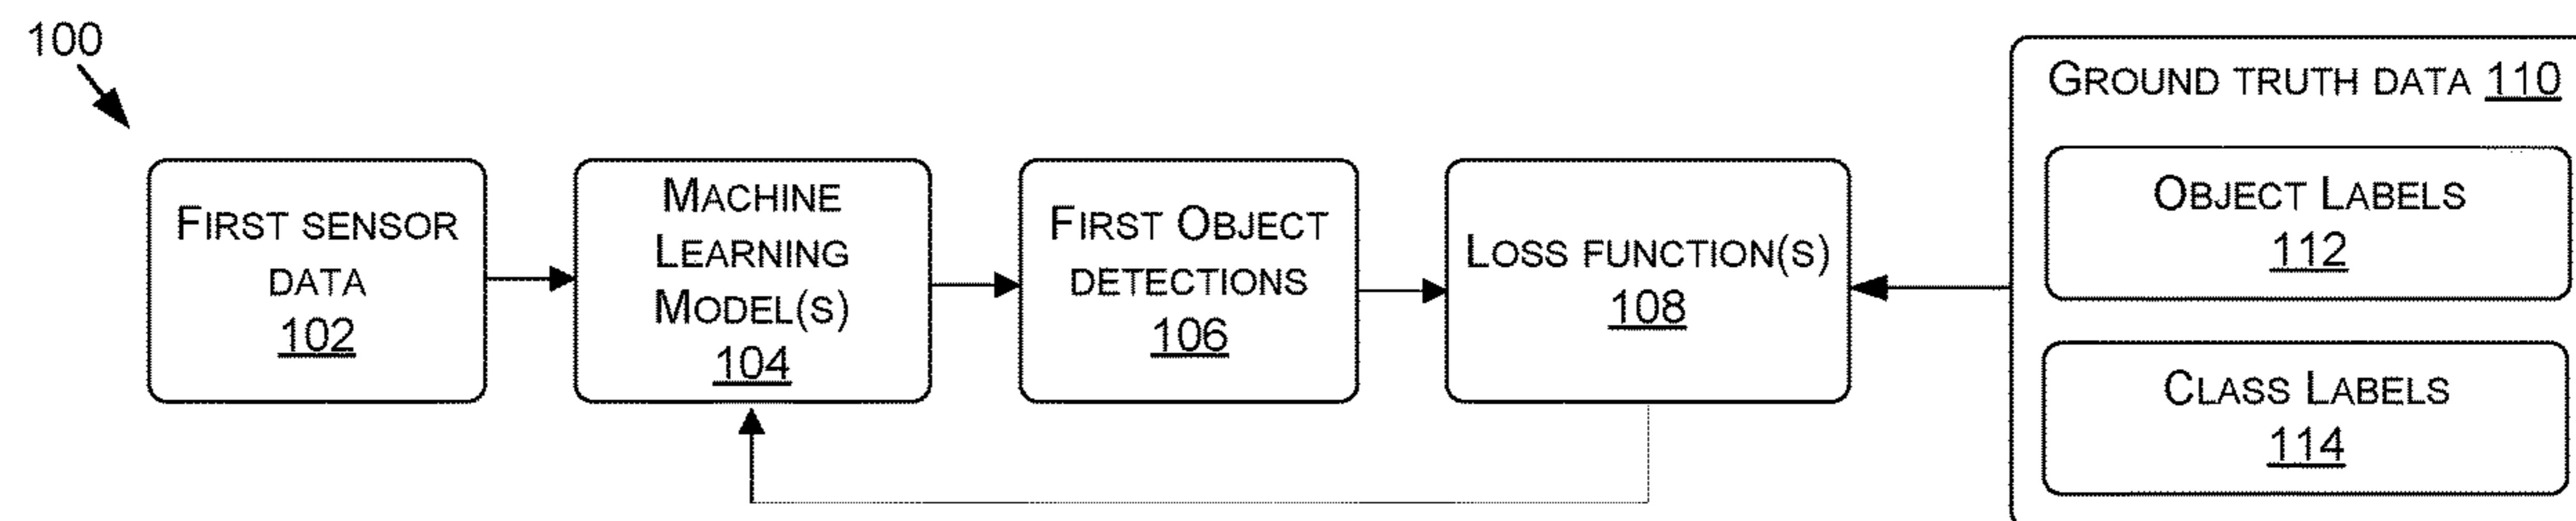 100
FIRST SENSOR
DATA
102
MACHINE
LEARNING
MODEL(S)
104
FIRST OBJECT
DETECTIONS
106
LOSS FUNCTION(S)
108
GROUND TRUTH DATA 110
OBJECT LABELS
112
CLASS LABELS
114